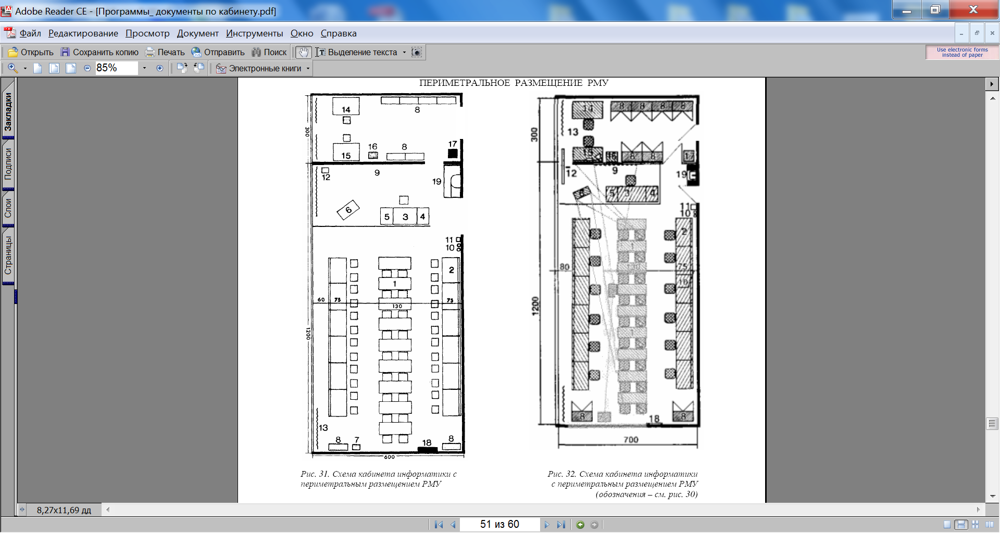 Adobe Reader CE - [Программы_ документы по кабинету.pdf]
Файл Редактирование Просмотр Документ Инструменты Окно Справка
Открыть Сохранить копию Печать Отправить Поиск Выделение текста
Use electronic forms
instead of paper
85% Электронные книги
Закладки
Подписи
Слои
Страницы
ПЕРИМЕТРАЛЬНОЕ РАЗМЕЩЕНИЕ РМУ
14
8
300
15
16
8
17
12
9
19
6
5 3 4
11
10
2
1
60 75 130 75
1200
13
8 7 18 8
600
14 8 8 8 8
13
300
15 16 8 8 17
12 9 19
6 5 3 4
11
10
2
1
80 130 75
10
1200
1
8 18 8
700
Рис. 31. Схема кабинета информатики с
периметральным размещением РМУ
Рис. 32. Схема кабинета информатики
с периметральным размещением РМУ
(обозначения – см. рис. 30)
8,27x11,69 дд
51 из 60